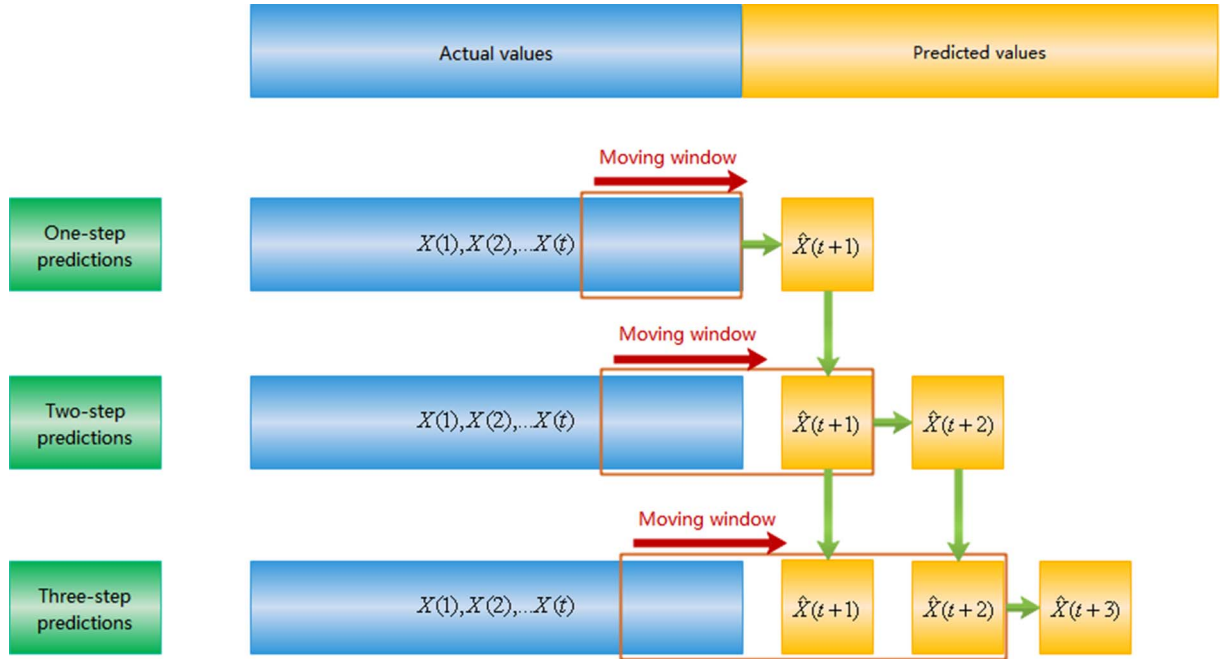 Actual values
Predicted values
Moving window
One-step
predictions
X(1),X(2),...X(t)
X̂(t+1)
Moving window
Two-step
predictions
X(1),X(2),...X(t)
X̂(t+1)
X̂(t+2)
Moving window
Three-step
predictions
X(1),X(2),...X(t)
X̂(t+1)
X̂(t+2)
X̂(t+3)